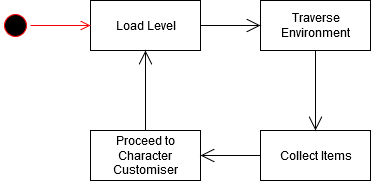 Load Level
Traverse
Environment
Proceed to
Character
Customiser
Collect Items